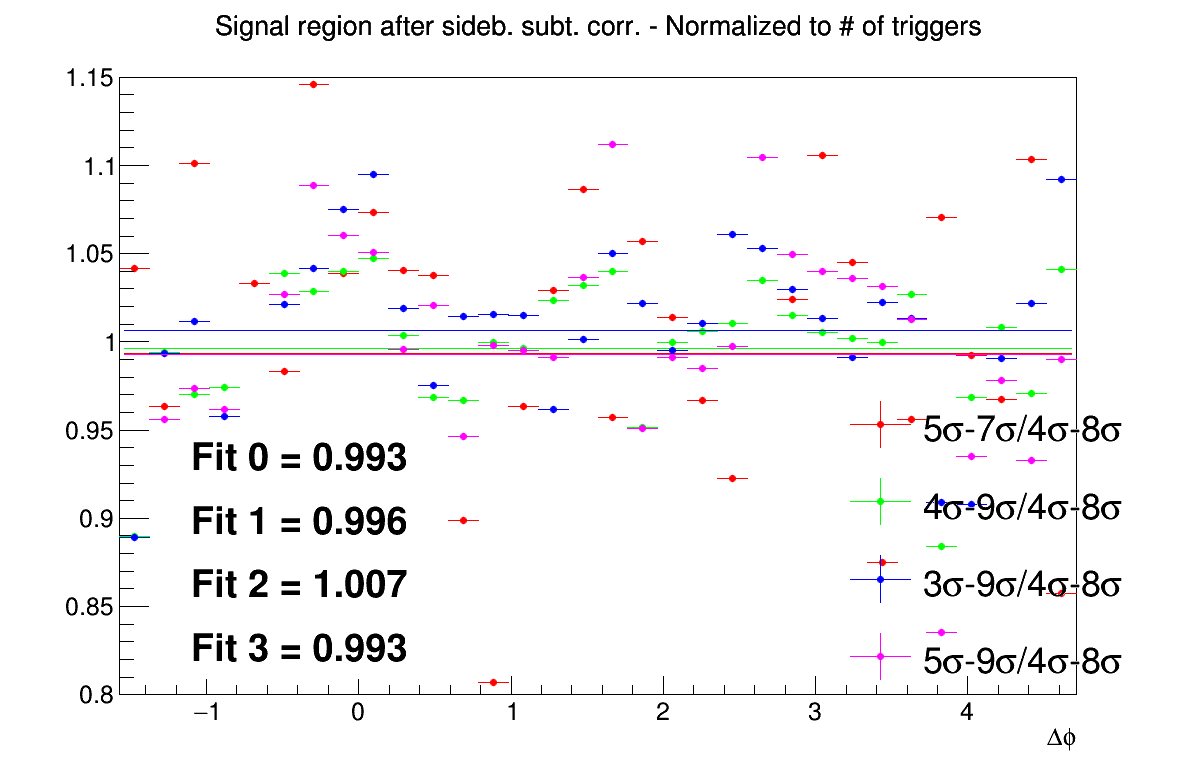 Signal region after sideb. subt. corr. - Normalized to # of triggers
1.15
1.1
1.05
1
0.95
0.9
0.85
0.8
Fit 0 = 0.993
Fit 1 = 0.996
Fit 2 = 1.007
Fit 3 = 0.993
5σ-7σ/4σ-8σ
4σ-9σ/4σ-8σ
3σ-9σ/4σ-8σ
5σ-9σ/4σ-8σ
−1 0 1 2 3 4
Δϕ